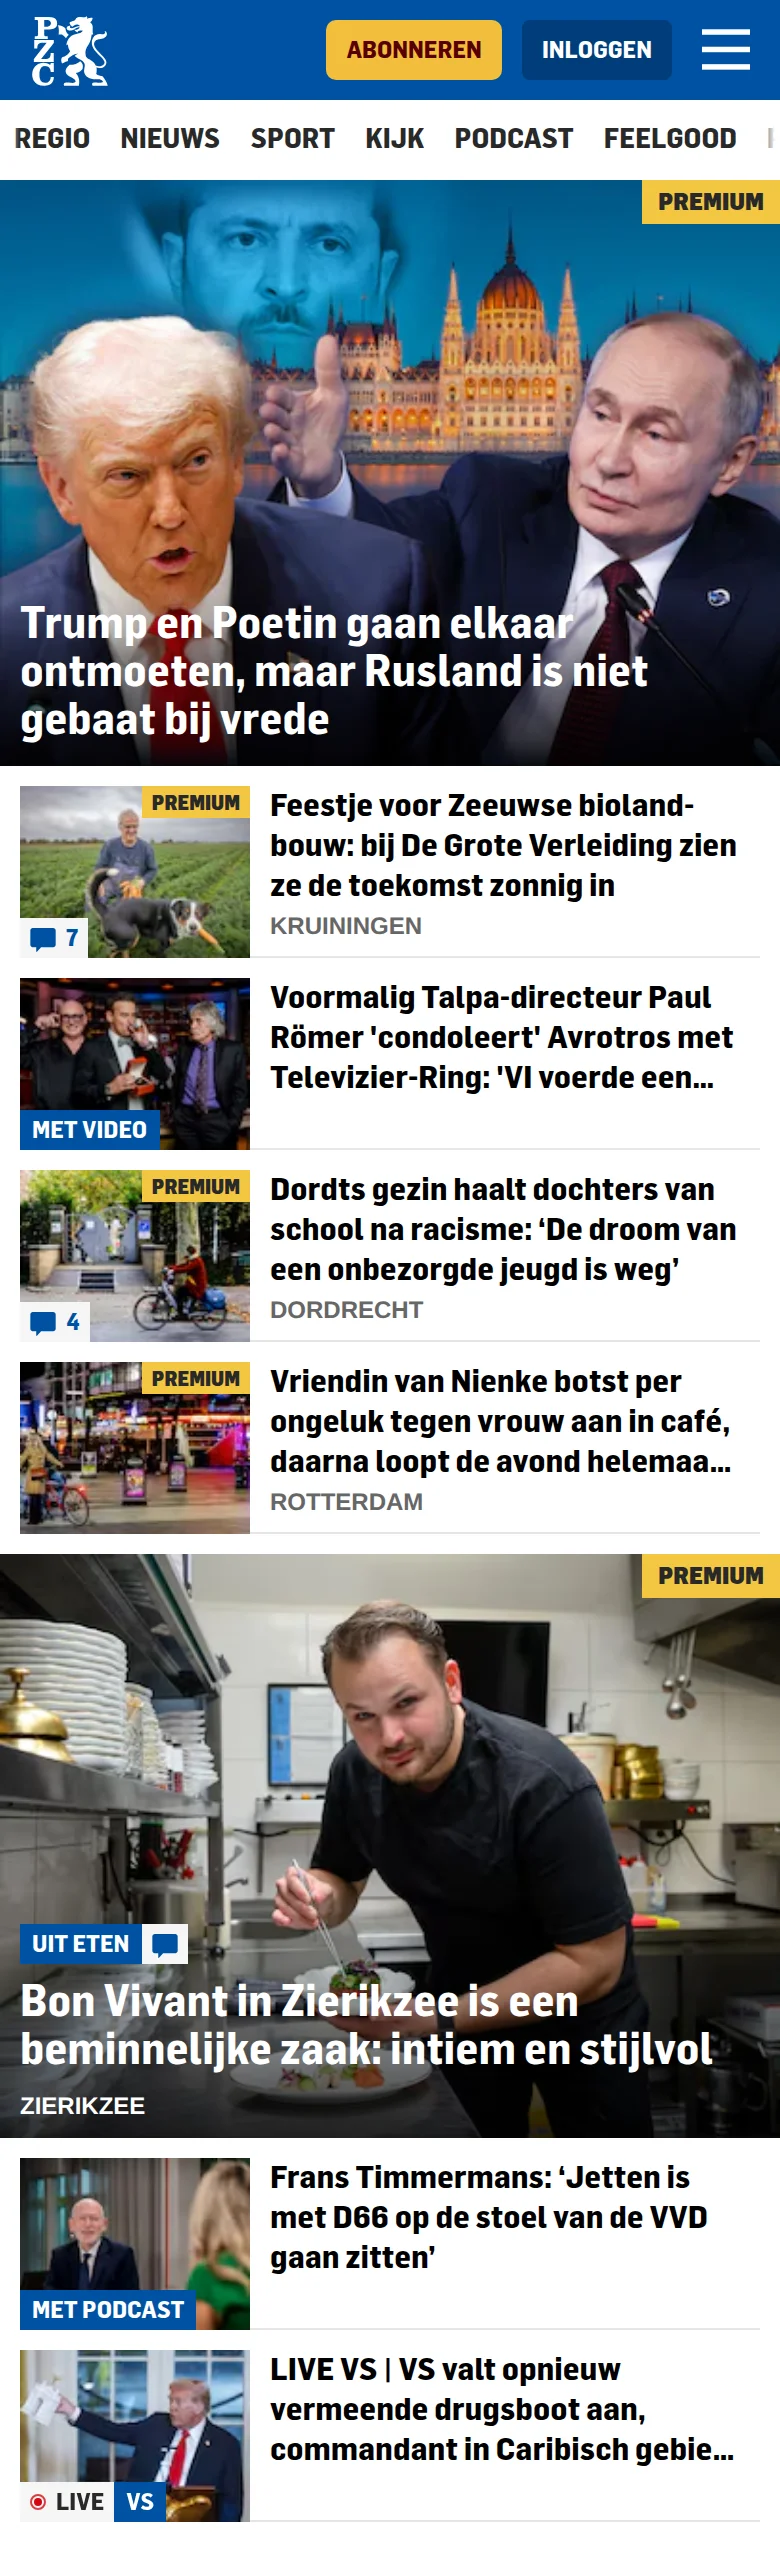 PZC
ABONNEREN
INLOGGEN
REGIO NIEUWS SPORT KIJK PODCAST FEELGOOD
PREMIUM
Trump en Poetin gaan elkaar
ontmoeten, maar Rusland is niet
gebaat bij vrede
PREMIUM
7
Feestje voor Zeeuwse bioland-
bouw: bij De Grote Verleiding zien
ze de toekomst zonnig in
KRUININGEN
MET VIDEO
Voormalig Talpa-directeur Paul
Römer 'condoleert' Avrotros met
Televizier-Ring: 'VI voerde een...
PREMIUM
4
Dordts gezin haalt dochters van
school na racisme: ‘De droom van
een onbezorgde jeugd is weg’
DORDRECHT
PREMIUM
Vriendin van Nienke botst per
ongeluk tegen vrouw aan in café,
daarna loopt de avond helemaa...
ROTTERDAM
PREMIUM
UIT ETEN
Bon Vivant in Zierikzee is een
beminnelijke zaak: intiem en stijlvol
ZIERIKZEE
MET PODCAST
Frans Timmermans: ‘Jetten is
met D66 op de stoel van de VVD
gaan zitten’
LIVE VS
LIVE VS | VS valt opnieuw
vermeende drugsboot aan,
commandant in Caribisch gebie...